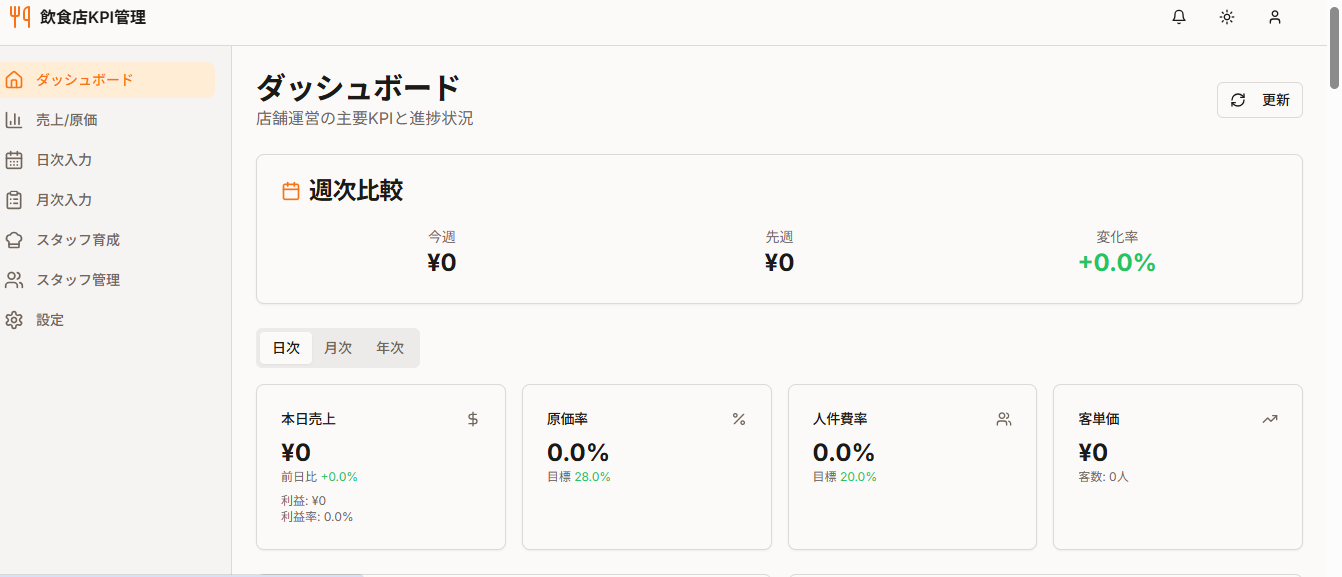 飲食店KPI管理
ダッシュボード
売上/原価
日次入力
月次入力
スタッフ育成
スタッフ管理
設定
ダッシュボード
店舗運営の主要KPIと進捗状況
更新
週次比較
今週 先週 変化率
¥0 ¥0 +0.0%
日次 月次 年次
本日売上 $
¥0
前日比 +0.0%
利益: ¥0
利益率: 0.0%
原価率 %
0.0%
目標 28.0%
人件費率
0.0%
目標 20.0%
客単価
¥0
客数: 0人